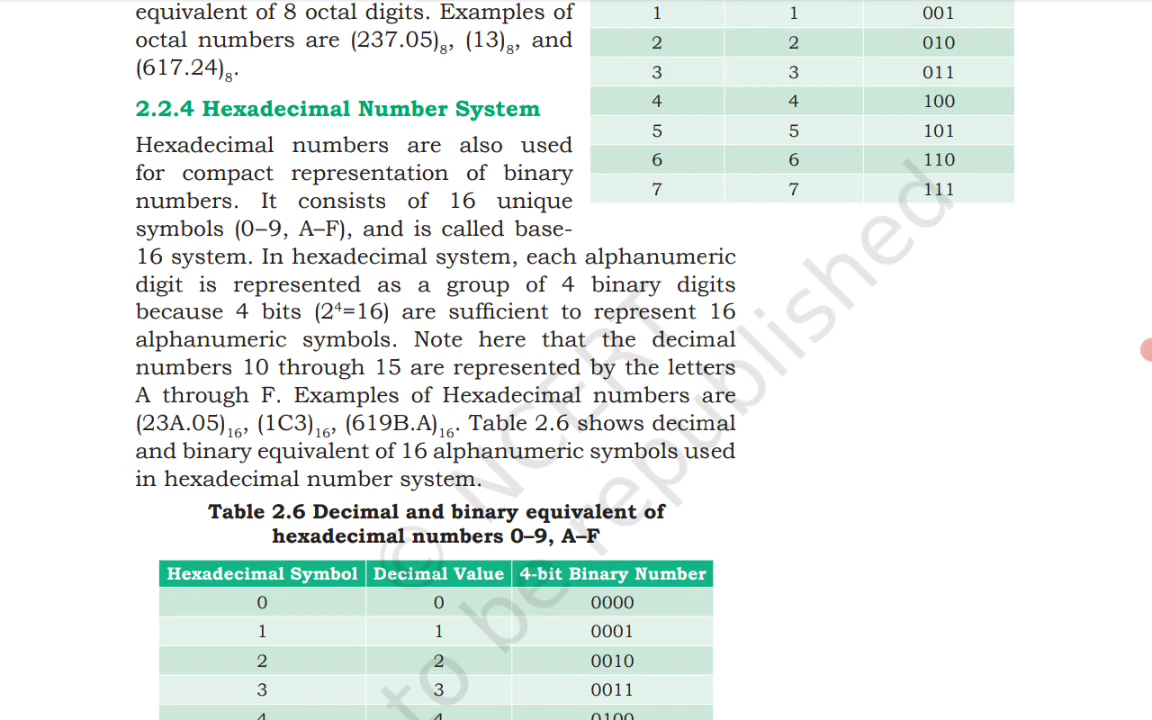 equivalent of 8 octal digits. Examples of
octal numbers are (237.05)₈, (13)₈, and
(617.24)₈.
1 1 001
2 2 010
3 3 011
4 4 100
5 5 101
6 6 110
7 7 111
2.2.4 Hexadecimal Number System
Hexadecimal numbers are also used
for compact representation of binary
numbers. It consists of 16 unique
symbols (0–9, A–F), and is called base-
16 system. In hexadecimal system, each alphanumeric
digit is represented as a group of 4 binary digits
because 4 bits (2⁴=16) are sufficient to represent 16
alphanumeric symbols. Note here that the decimal
numbers 10 through 15 are represented by the letters
A through F. Examples of Hexadecimal numbers are
(23A.05)₁₆, (1C3)₁₆, (619B.A)₁₆. Table 2.6 shows decimal
and binary equivalent of 16 alphanumeric symbols used
in hexadecimal number system.
Table 2.6 Decimal and binary equivalent of
hexadecimal numbers 0–9, A–F
Hexadecimal Symbol Decimal Value 4-bit Binary Number
0 0 0000
1 1 0001
2 2 0010
3 3 0011
4 4 0100
© NCERT
to be republished